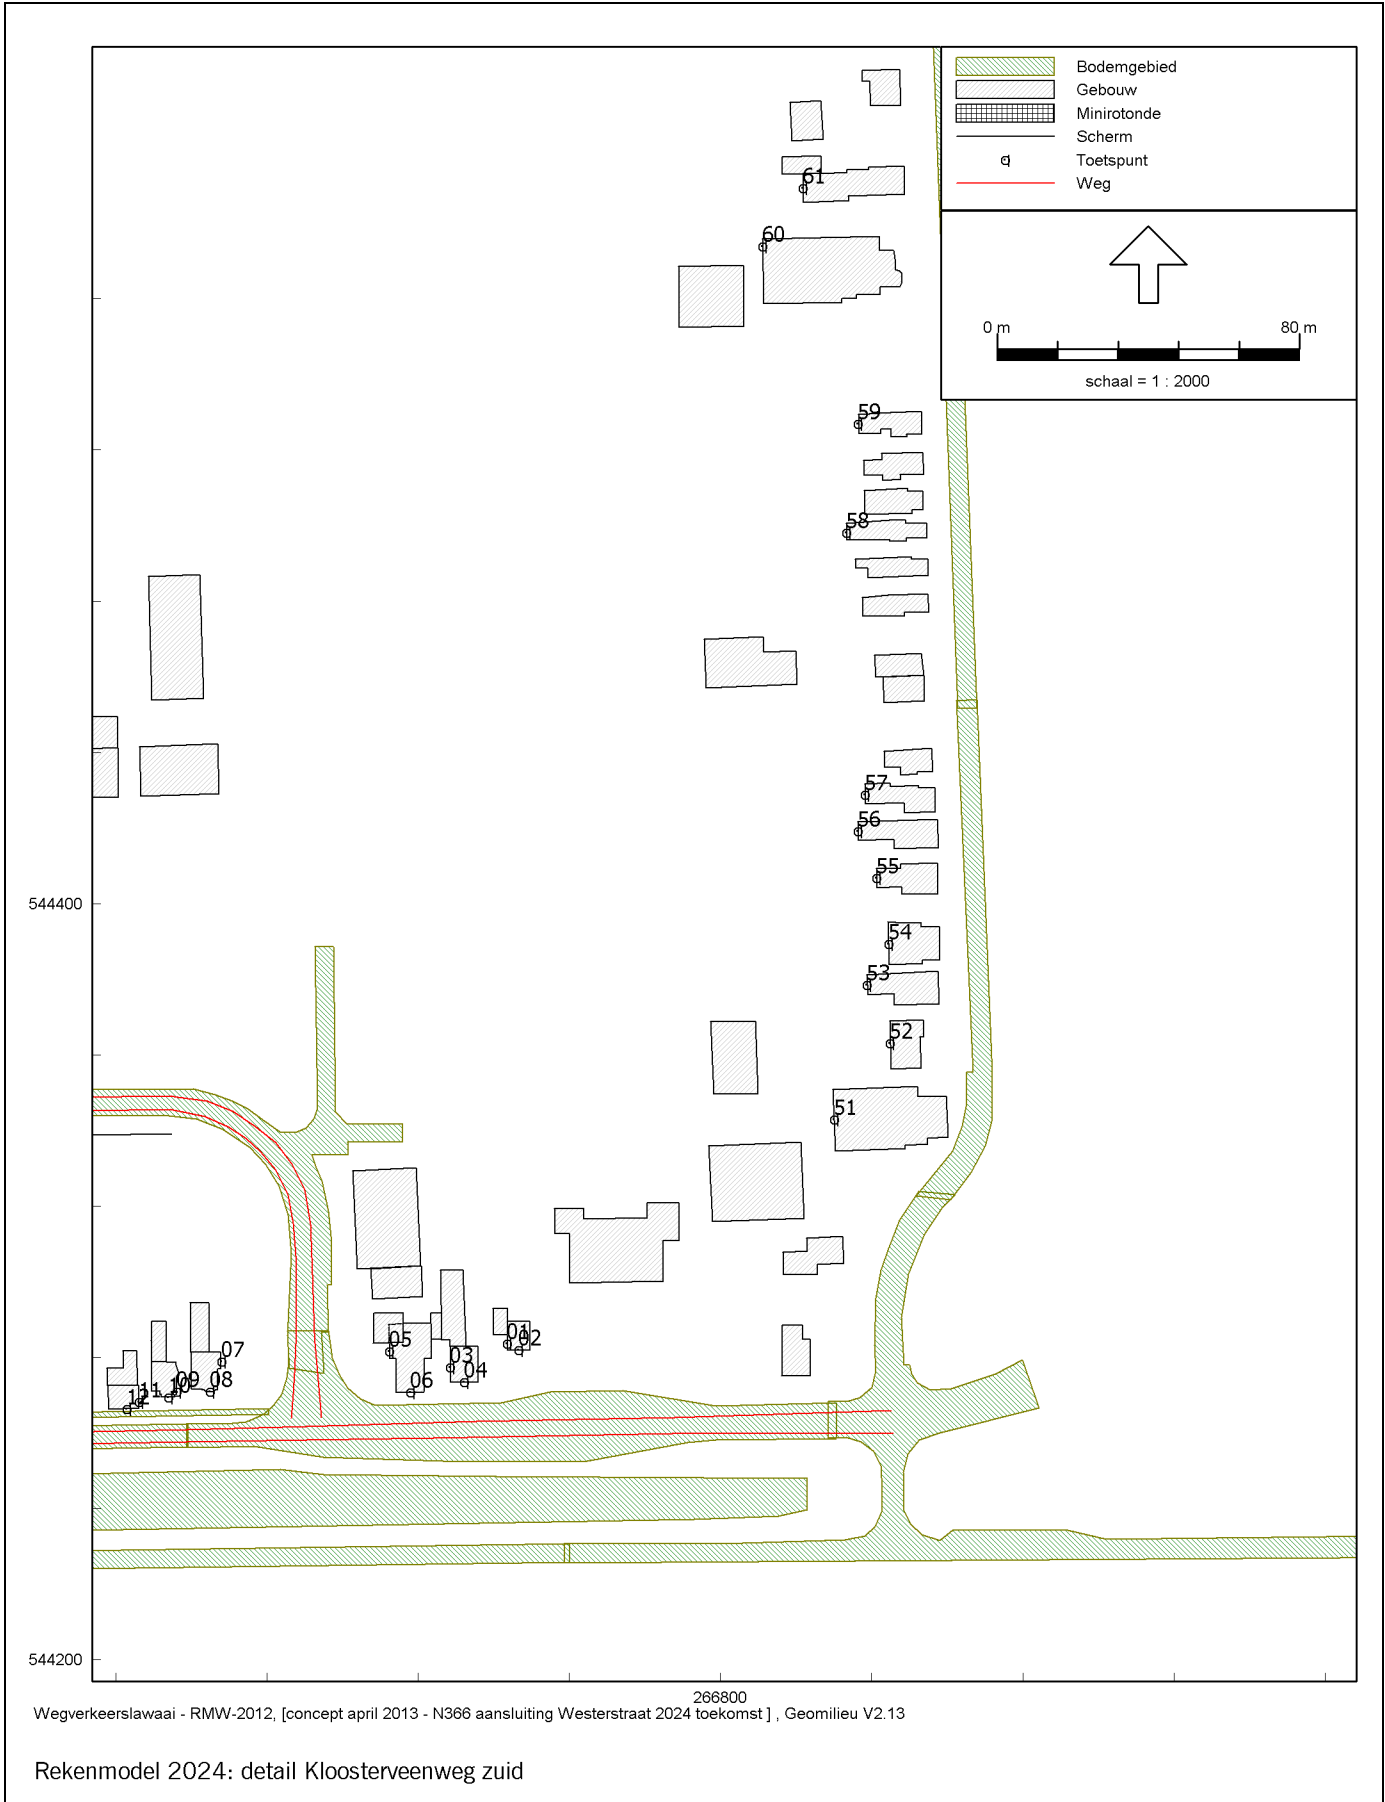 Bodemgebied
Gebouw
Minirotonde
Scherm
Toetspunt
Weg
0 m 80 m
schaal = 1 : 2000
61
60
59
58
57
56
55
544400
54
53
52
51
01
02
05
03
04
06
07
09
08
10
11
12
544200
266800
Wegverkeerslawaai - RMW-2012, [concept april 2013 - N366 aansluiting Westerstraat 2024 toekomst ] , Geomilieu V2.13
Rekenmodel 2024: detail Kloosterveenweg zuid